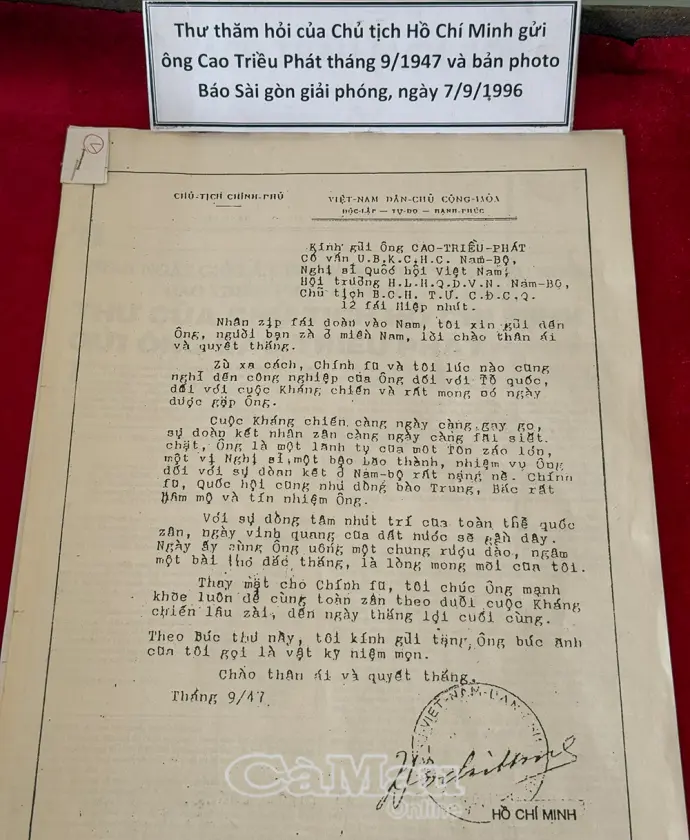 Thư thăm hỏi của Chủ tịch Hồ Chí Minh gửi
ông Cao Triều Phát tháng 9/1947 và bản photo
Báo Sài gòn giải phóng, ngày 7/9/1996
CHỦ-TỊCH CHÍNH-PHỦ
VIỆT-NAM DÂN-CHỦ CỘNG-HÒA
ĐỘC-LẬP — TỰ-DO — HẠNH-PHÚC
Kính gửi Ông CAO-TRIỀU-PHÁT
Cố vấn U.B.K.C.H.C. Nam-BỘ,
Nghị sĩ Quốc hội Việt Nam,
Hội trưởng H.L.H.Q.D.V.N. Nam-BỘ,
Chủ tịch B.C.H. T.Ư. C.Đ.C.Q.
12 fái Hiệp nhứt.
Nhân zịp fái đoàn vào Nam, tôi xin gửi đến
Ông, người bạn zà ở miền Nam, lời chào thân ái
và quyết thắng.
Zù xa cách, Chính fủ và tôi lúc nào cũng
nghĩ đến công nghiệp của Ông đối với Tổ quốc,
đối với cuộc Kháng chiến và rất mong có ngày
được gặp Ông.
Cuộc Kháng chiến càng ngày càng gay go,
sự đoàn kết nhân zân càng ngày càng fải siết
chặt, Ông là một lãnh tụ của một Tôn záo lớn,
một vị Nghị sĩ, một bậc lão thành, nhiệm vụ Ông
đối với sự đoàn kết ở Nam-bộ rất nặng nề. Chính
fủ, Quốc hội cũng như đồng bào Trung, Bắc rất
hâm mộ và tín nhiệm Ông.
Với sự đồng tâm nhứt trí của toàn thể quốc
zân, ngày vinh quang của đất nước sẽ gần đây.
Ngày ấy cùng Ông uống một chung rượu đào, ngâm
một bài thơ đắc thắng, là lòng mong mỏi của tôi.
Thay mặt cho Chính fủ, tôi chúc Ông mạnh
khỏe luôn để cùng toàn zân theo đuổi cuộc Kháng
chiến lâu zài, đến ngày thắng lợi cuối cùng.
Theo Bức thư này, tôi kính gửi tặng Ông bức ảnh
của tôi gọi là vật kỷ niệm mọn.
Chào thân ái và quyết thắng.
Tháng 9/47
VIỆT-NAM-DÂN
Hồ Chí Minh
CàMau
Online
HỒ CHÍ MINH